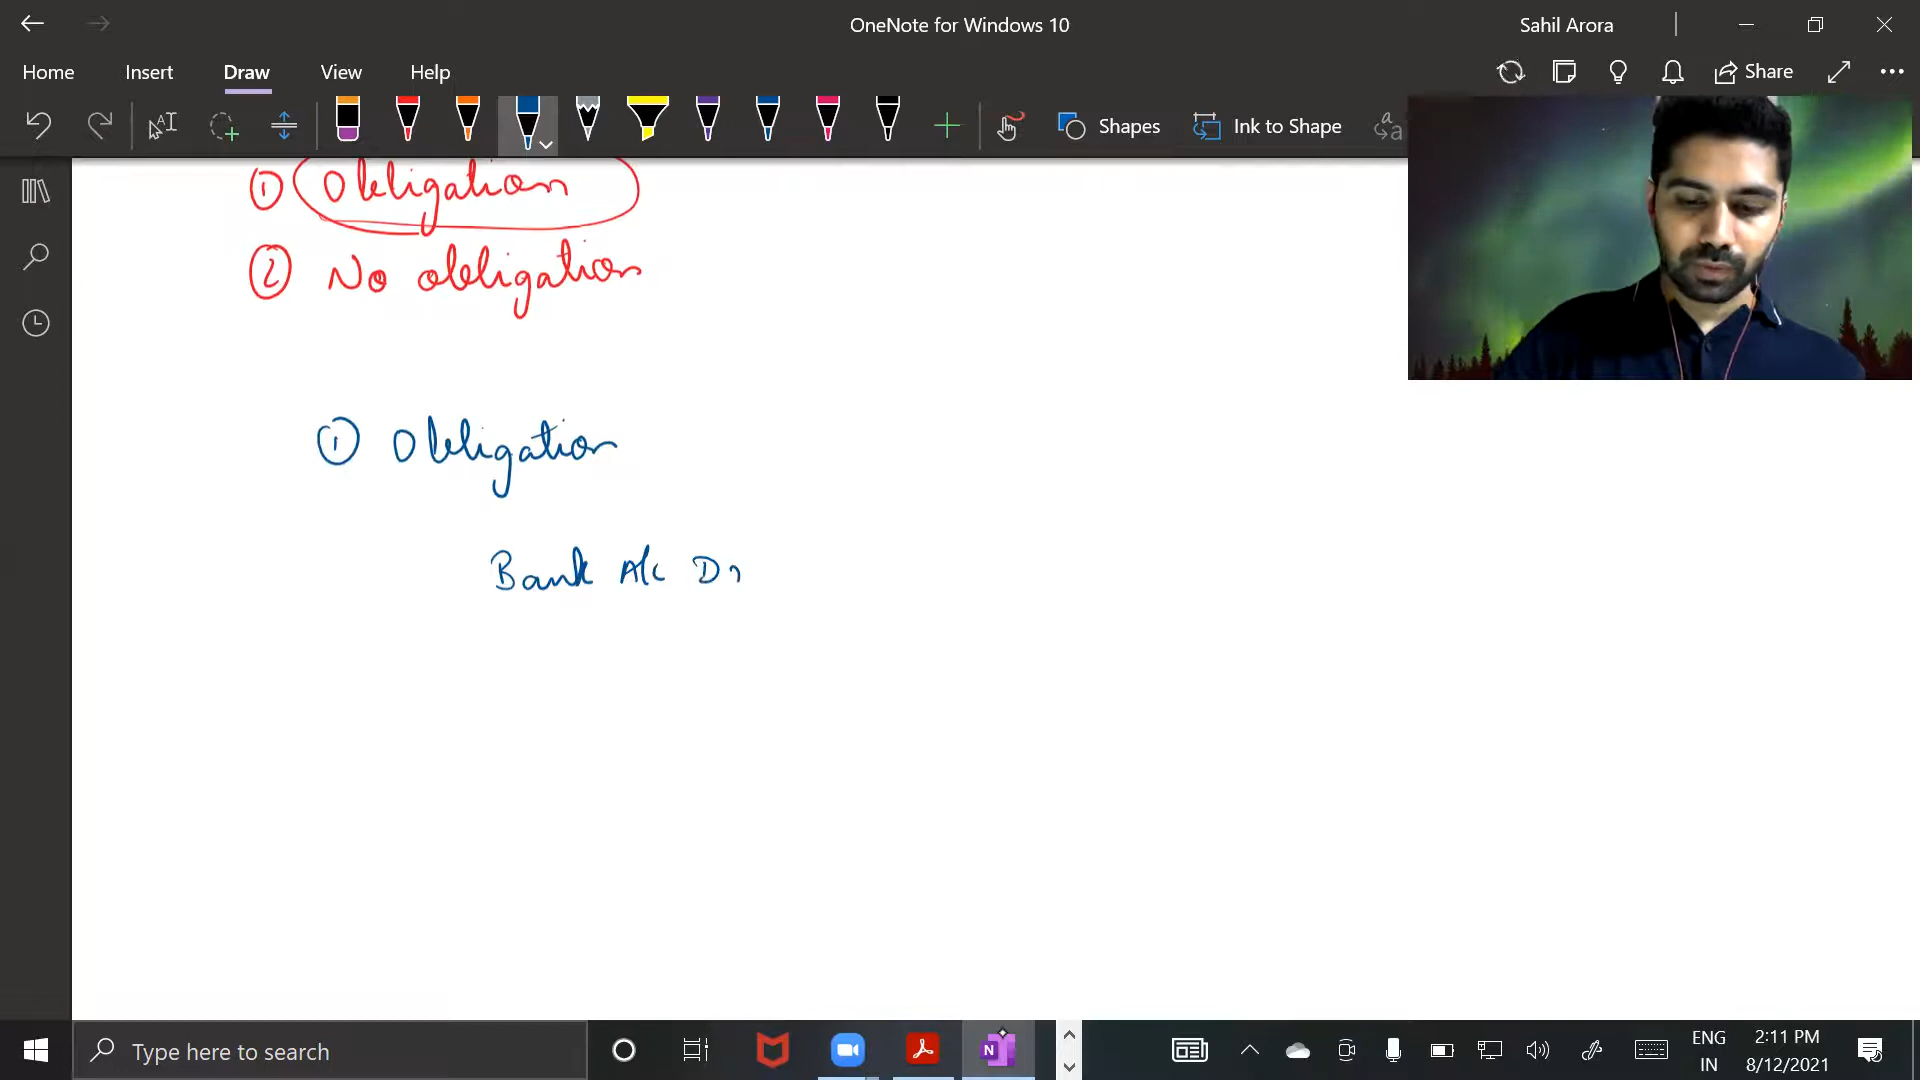 OneNote for Windows 10
Sahil Arora
Home Insert Draw View Help
Share
Shapes Ink to Shape
① Obligation
② No obligation
① Obligation
Bank A/c Dr
Type here to search
ENG
IN
2:11 PM
8/12/2021